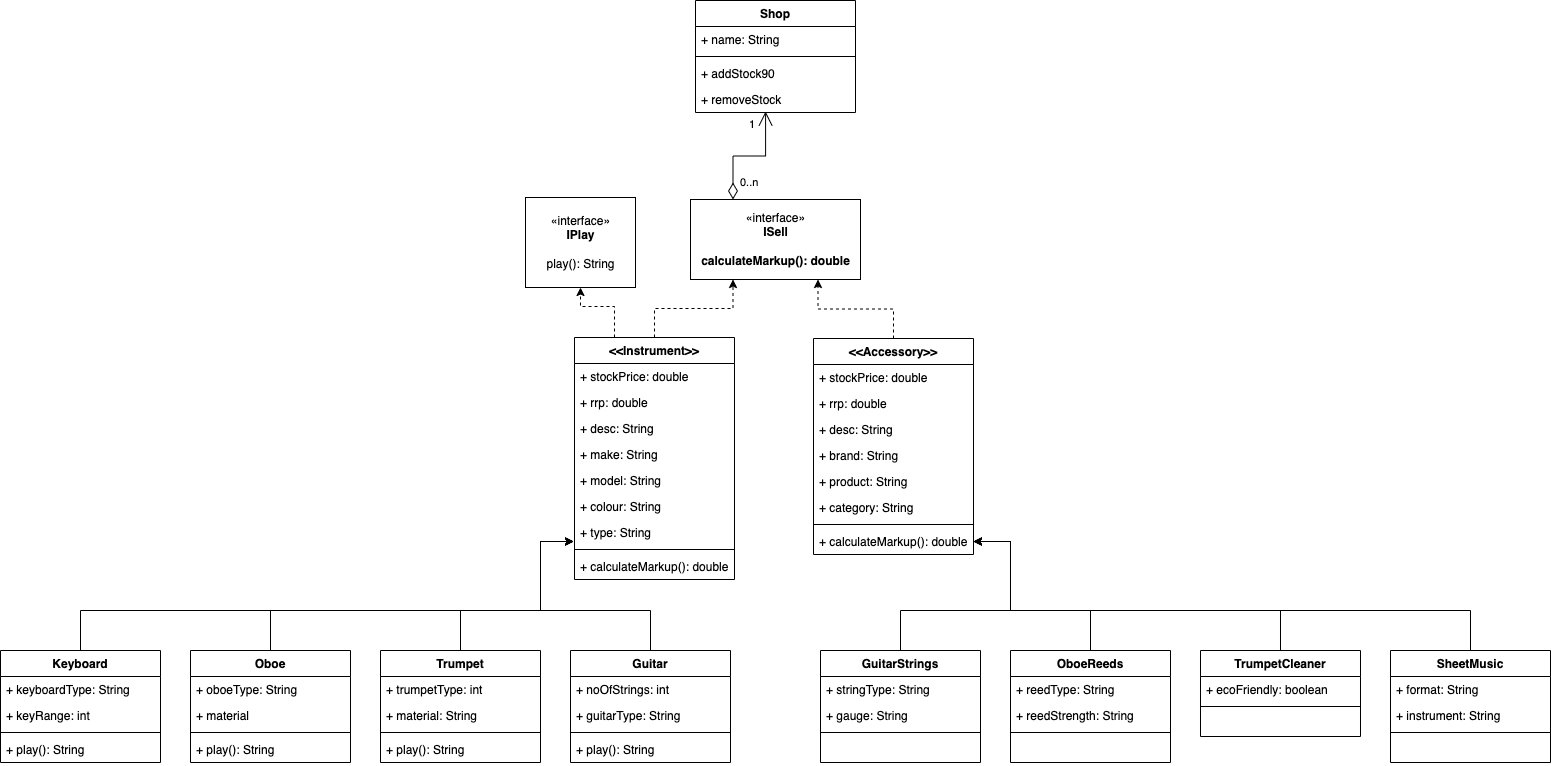 Shop
+ name: String
+ addStock90
+ removeStock
1
0..n
«interface»
IPlay
play(): String
«interface»
ISell
calculateMarkup(): double
<<Instrument>>
+ stockPrice: double
+ rrp: double
+ desc: String
+ make: String
+ model: String
+ colour: String
+ type: String
+ calculateMarkup(): double
<<Accessory>>
+ stockPrice: double
+ rrp: double
+ desc: String
+ brand: String
+ product: String
+ category: String
+ calculateMarkup(): double
Keyboard
+ keyboardType: String
+ keyRange: int
+ play(): String
Oboe
+ oboeType: String
+ material
+ play(): String
Trumpet
+ trumpetType: int
+ material: String
+ play(): String
Guitar
+ noOfStrings: int
+ guitarType: String
+ play(): String
GuitarStrings
+ stringType: String
+ gauge: String
OboeReeds
+ reedType: String
+ reedStrength: String
TrumpetCleaner
+ ecoFriendly: boolean
SheetMusic
+ format: String
+ instrument: String